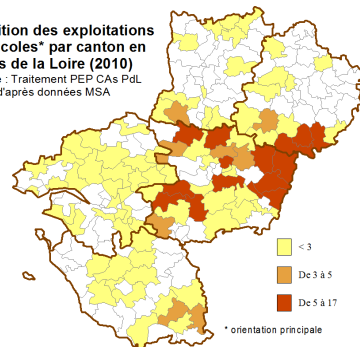 ition des exploitations
coles* par canton en
s de la Loire (2010)
: Traitement PEP CAs PdL
d'après données MSA
< 3
De 3 à 5
De 5 à 17
* orientation principale